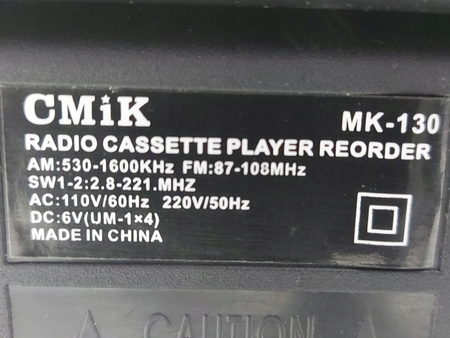 CMiK
MK-130
RADIO CASSETTE PLAYER REORDER
AM:530-1600KHz FM:87-108MHz
SW1-2:2.8-221.MHZ
AC:110V/60Hz 220V/50Hz
DC:6V(UM-1×4)
MADE IN CHINA
CAUTION